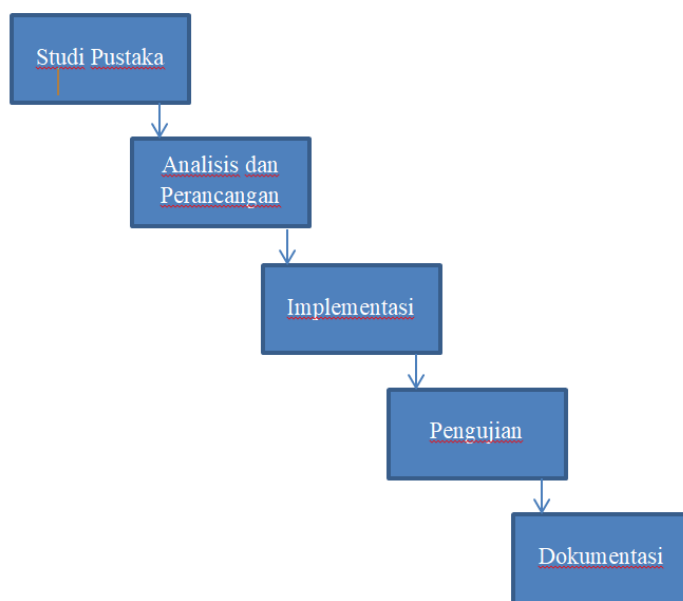 Studi Pustaka
Analisis dan
Perancangan
Implementasi
Pengujian
Dokumentasi